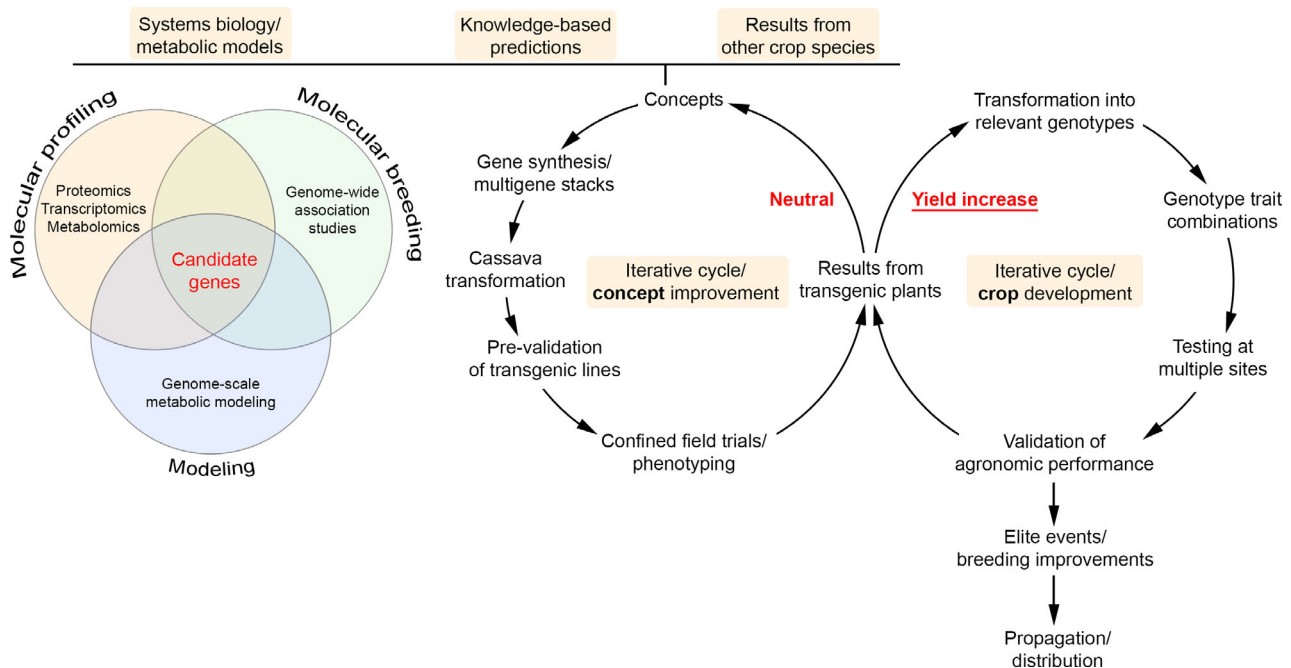 Systems biology/
metabolic models
Knowledge-based
predictions
Results from
other crop species
Molecular profiling
Molecular breeding
Proteomics
Transcriptomics
Metabolomics
Genome-wide
association
studies
Candidate
genes
Genome-scale
metabolic modeling
Modeling
Concepts
Gene synthesis/
multigene stacks
Cassava
transformation
Pre-validation
of transgenic lines
Confined field trials/
phenotyping
Iterative cycle/
concept improvement
Neutral
Yield increase
Results from
transgenic plants
Transformation into
relevant genotypes
Genotype trait
combinations
Iterative cycle/
crop development
Testing at
multiple sites
Validation of
agronomic performance
Elite events/
breeding improvements
Propagation/
distribution